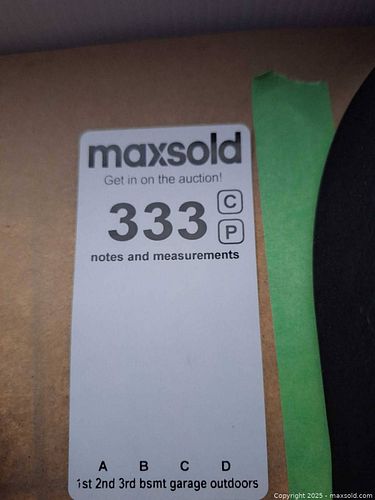 maxsold
Get in on the auction!
333 C
P
notes and measurements
A B C D
1st 2nd 3rd bsmt garage outdoors
Copyright 2025 - maxsold.com